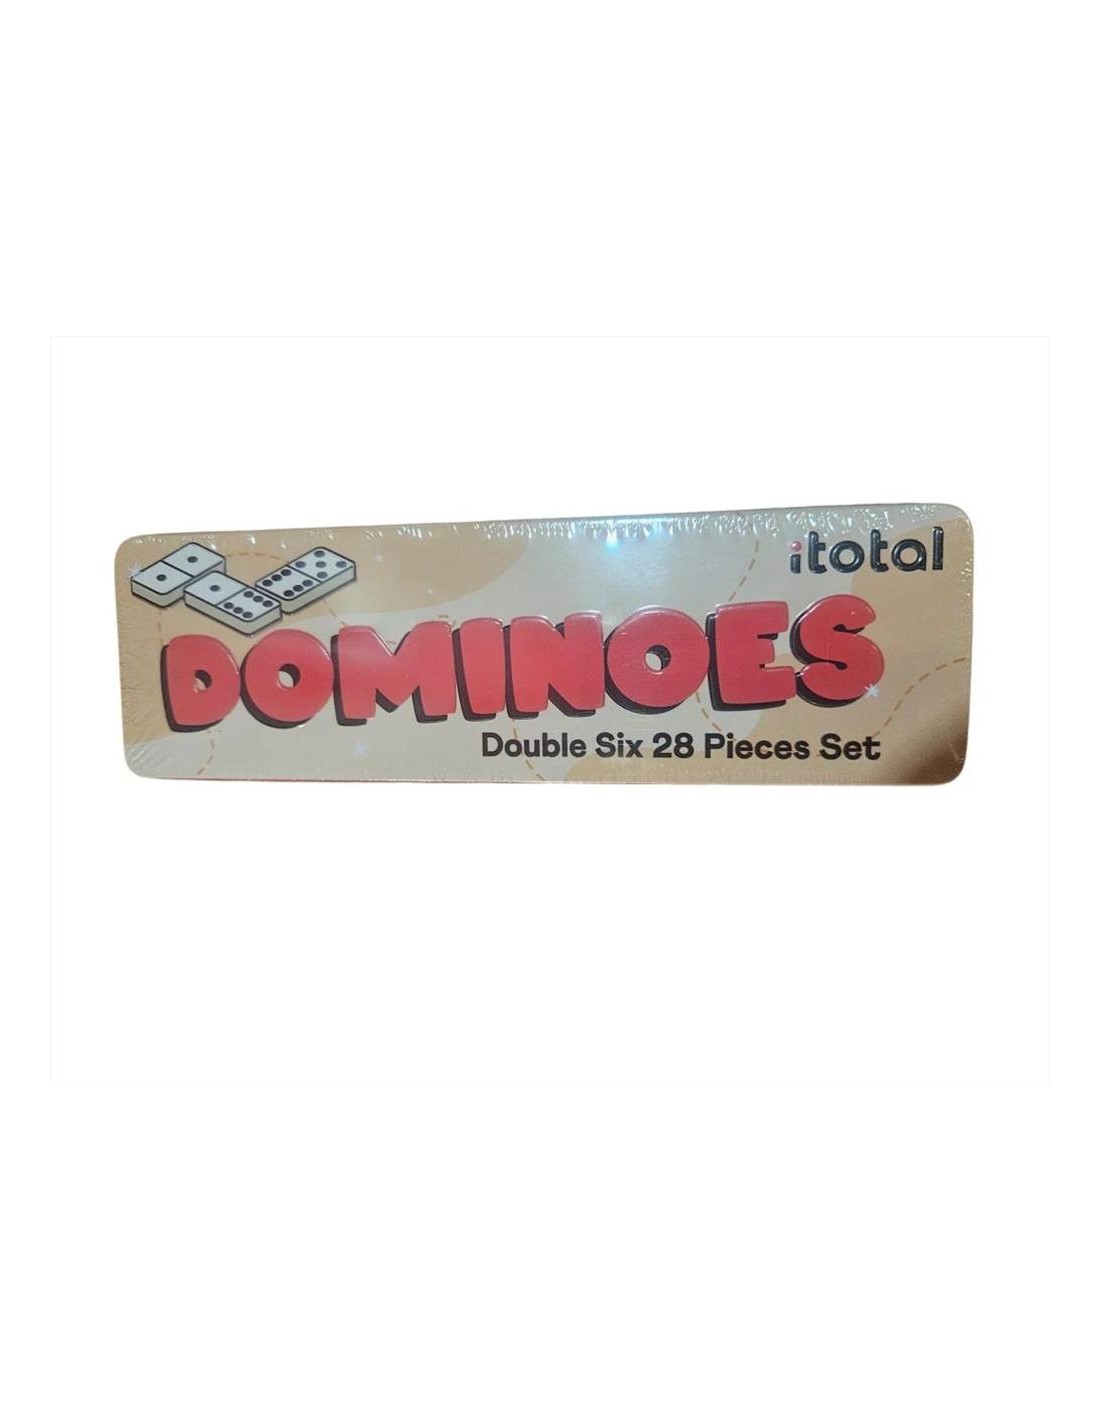 itotal
DOMINOES
Double Six 28 Pieces Set